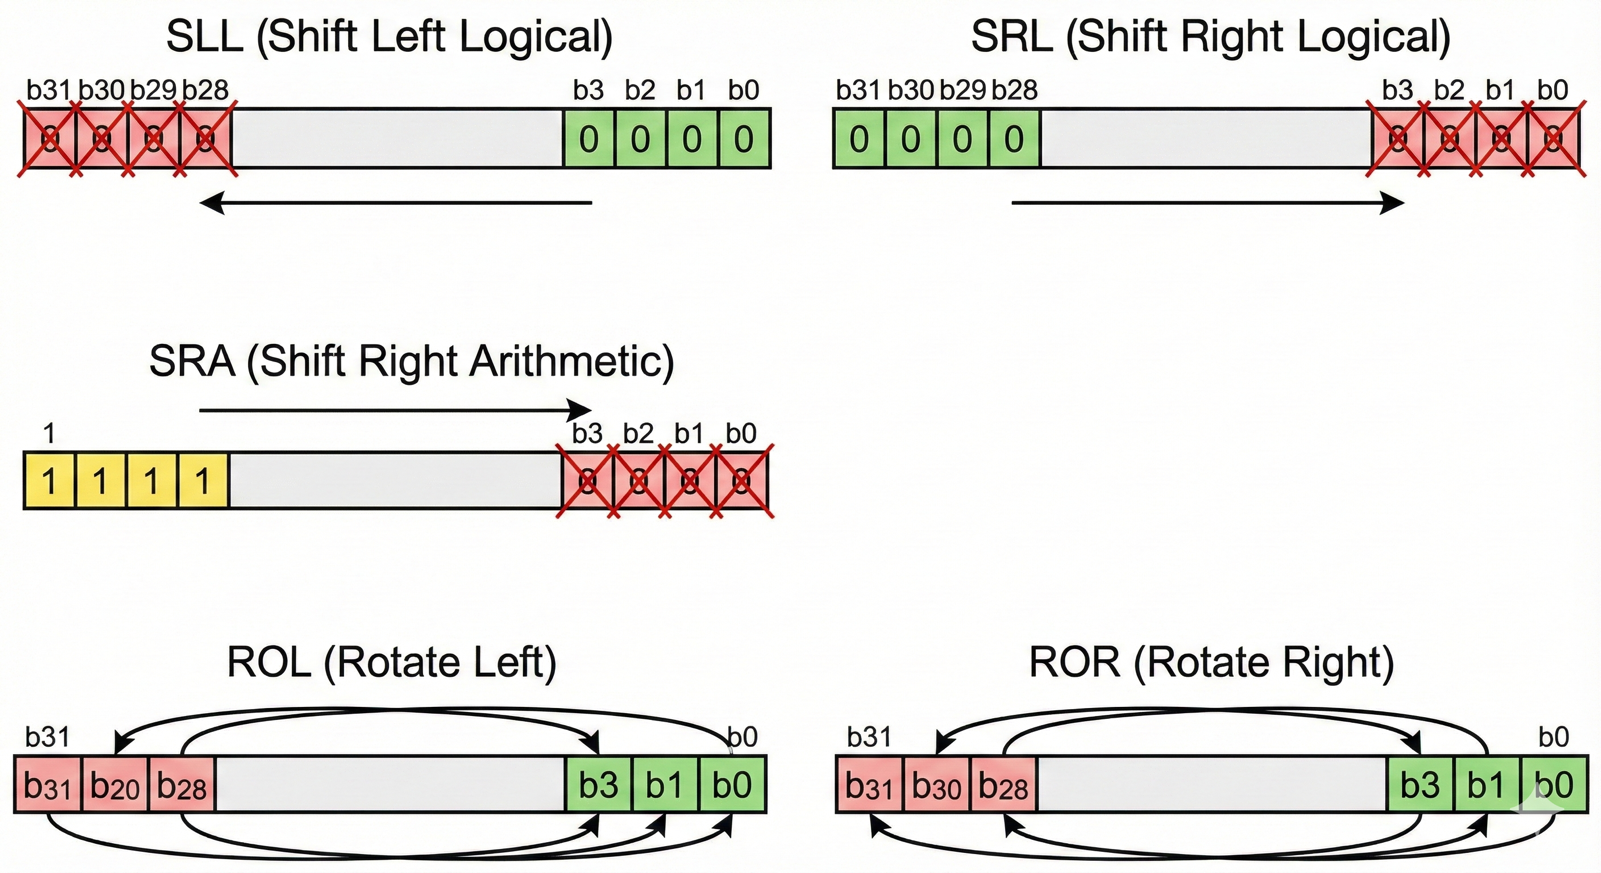 SLL (Shift Left Logical)
b31 b30 b29 b28 b3 b2 b1 b0
0 0 0 0 0 0 0 0
SRL (Shift Right Logical)
b31 b30 b29 b28 b3 b2 b1 b0
0 0 0 0 0 0 0 0
SRA (Shift Right Arithmetic)
1 b3 b2 b1 b0
1 1 1 1 0 0 0 0
ROL (Rotate Left)
b31 b0
b31 b20 b28 b3 b1 b0
ROR (Rotate Right)
b31 b0
b31 b30 b28 b3 b1 b0